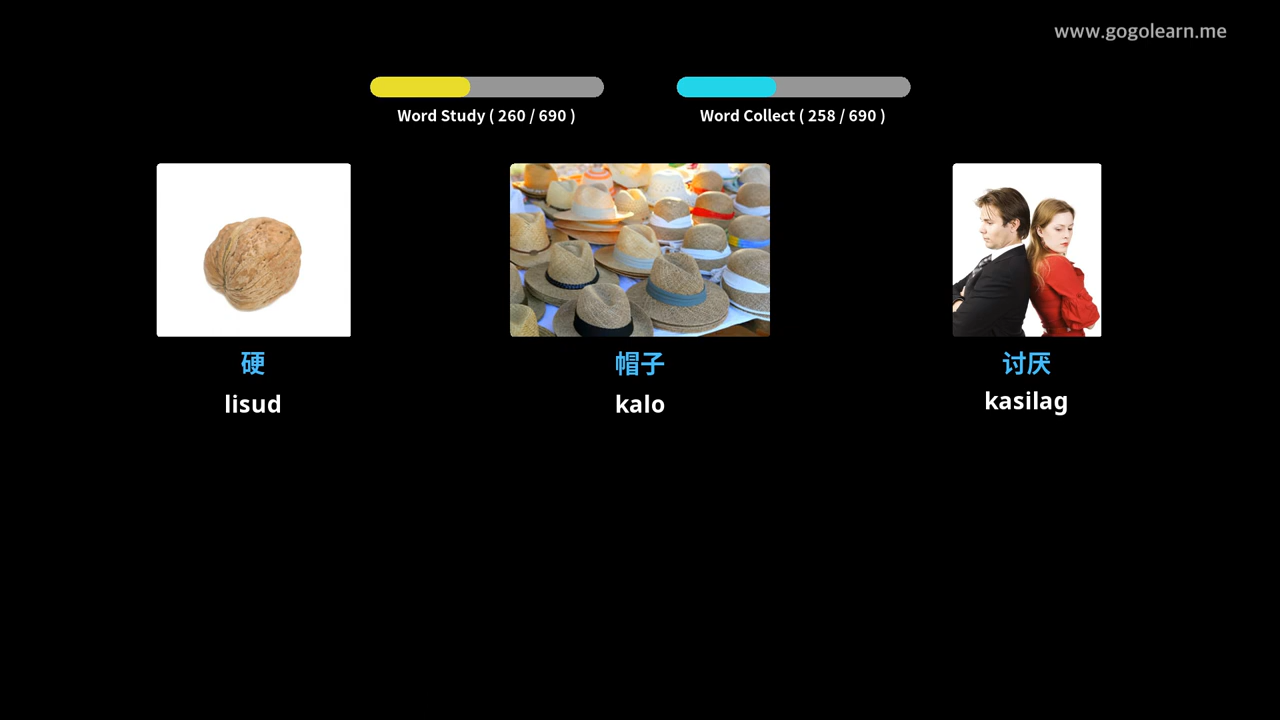 www.gogolearn.me
Word Study ( 260 / 690 )
Word Collect ( 258 / 690 )
硬
帽子
讨厌
lisud
kalo
kasilag